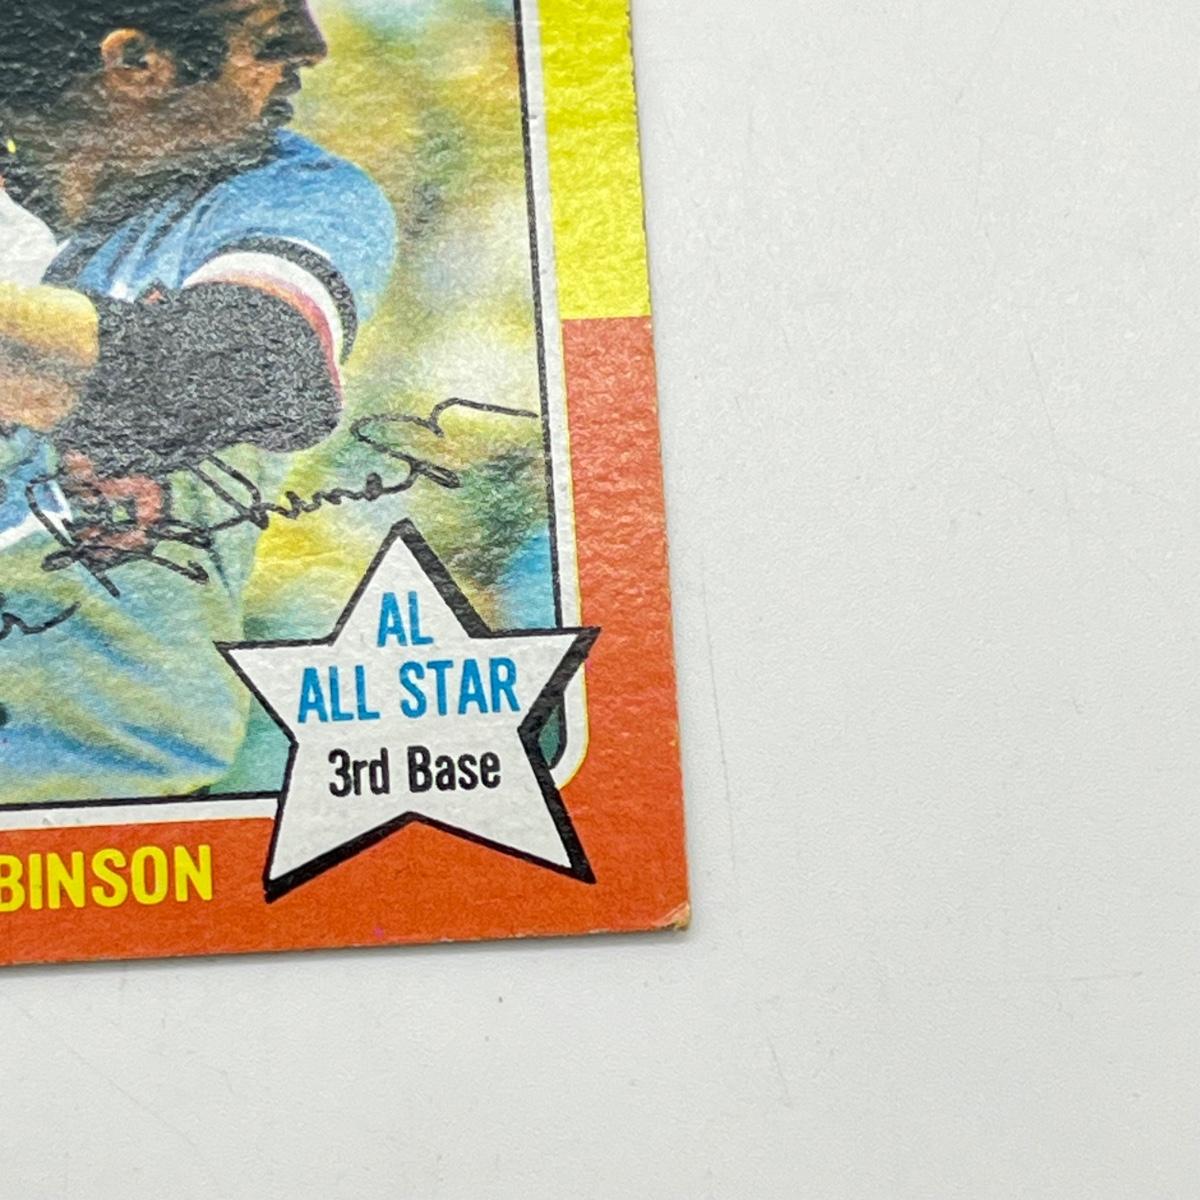 AL
ALL STAR
3rd Base
BINSON